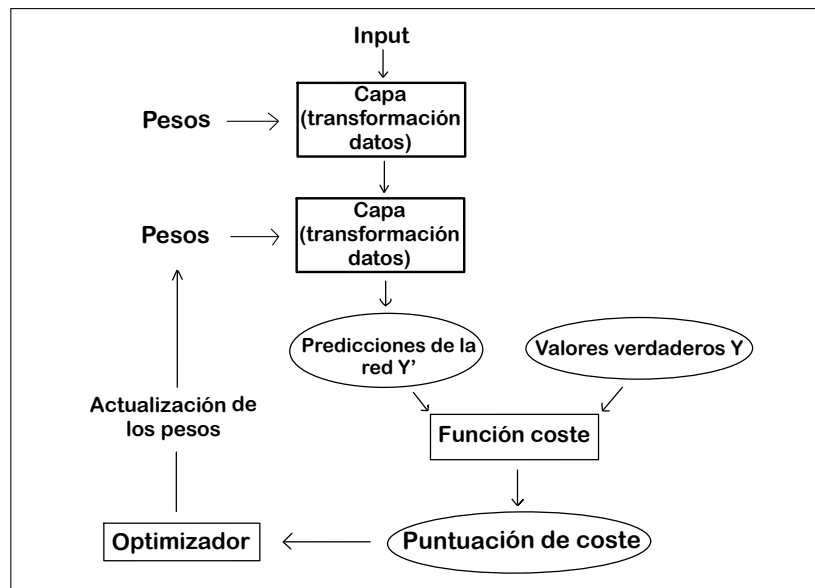 Input
Pesos
Capa
(transformación
datos)
Pesos
Capa
(transformación
datos)
Predicciones de la
red Y’
Valores verdaderos Y
Actualización de
los pesos
Función coste
Optimizador
Puntuación de coste